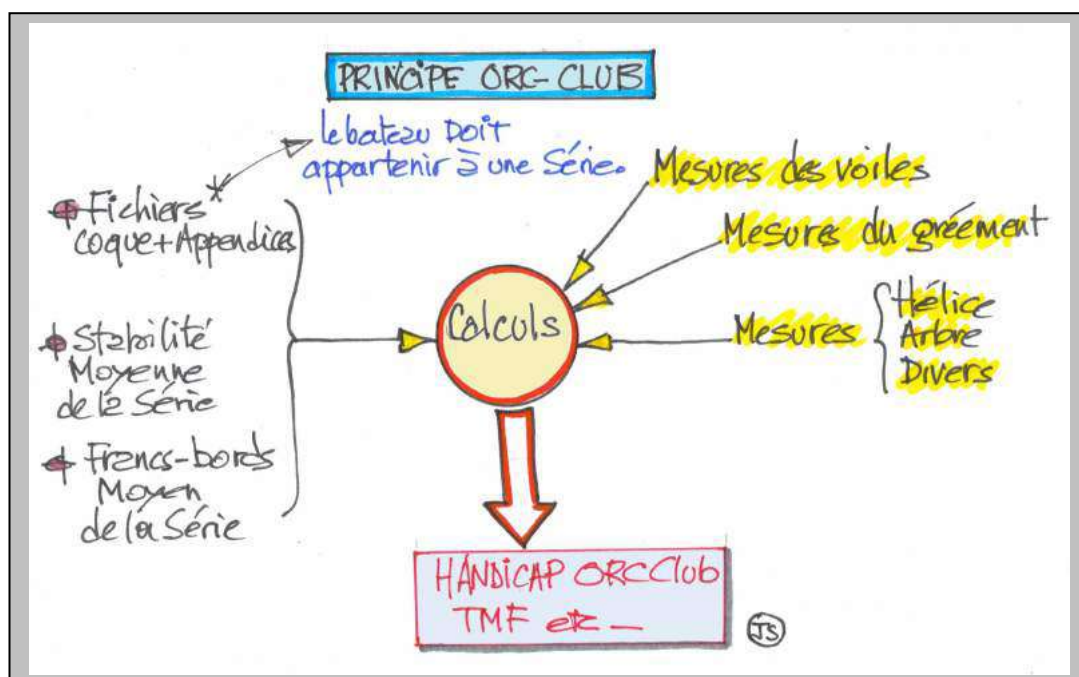 PRINCIPE ORC-CLUB
le bateau DOIT
appartenir à une Série.
Fichiers*
coque+Appendices
Stabilité
Moyenne
de la Série
Francs-bords
Moyen
de la Série
Calculs
Mesures des voiles
Mesures du gréement
Mesures
Hélice
Arbre
Divers
HANDICAP ORC Club
TMF etc
JS